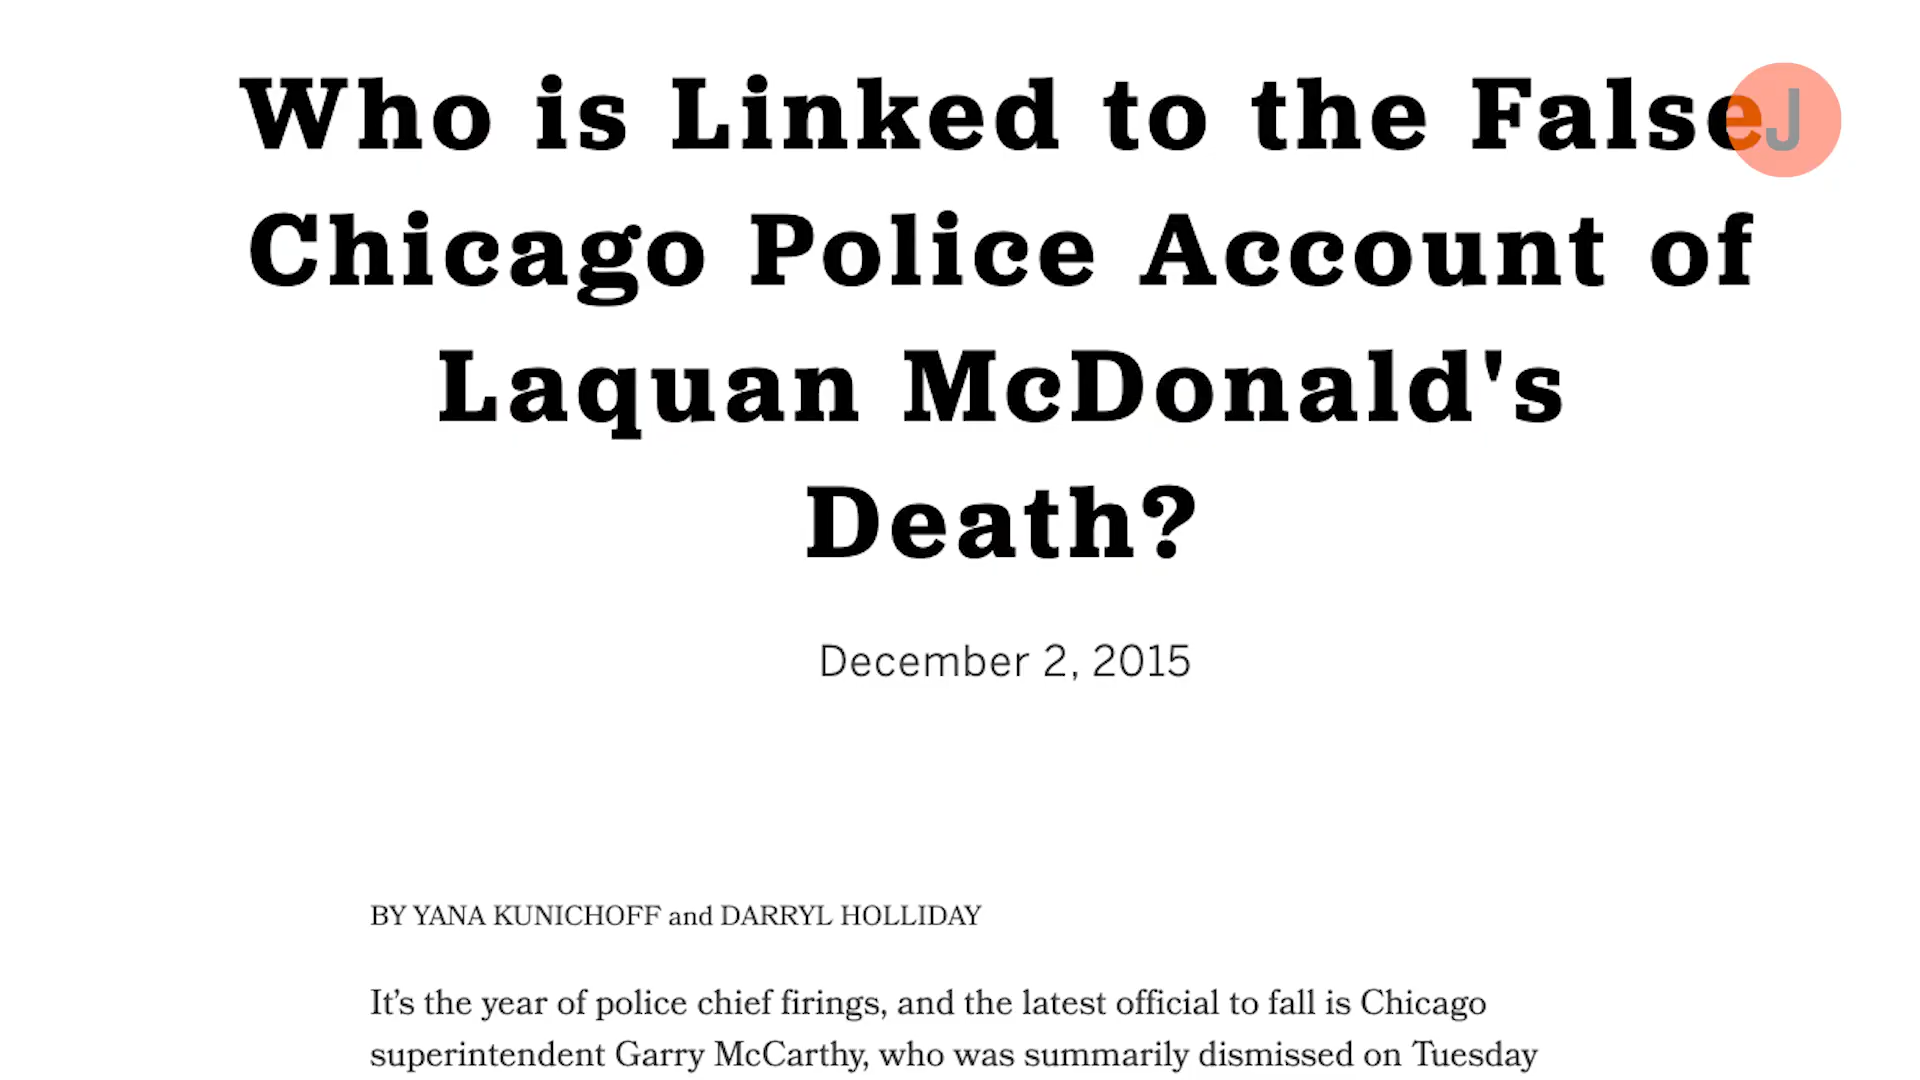 Who is Linked to the False
J
Chicago Police Account of
Laquan McDonald's
Death?
December 2, 2015
BY YANA KUNICHOFF and DARRYL HOLLIDAY
It’s the year of police chief firings, and the latest official to fall is Chicago
superintendent Garry McCarthy, who was summarily dismissed on Tuesday